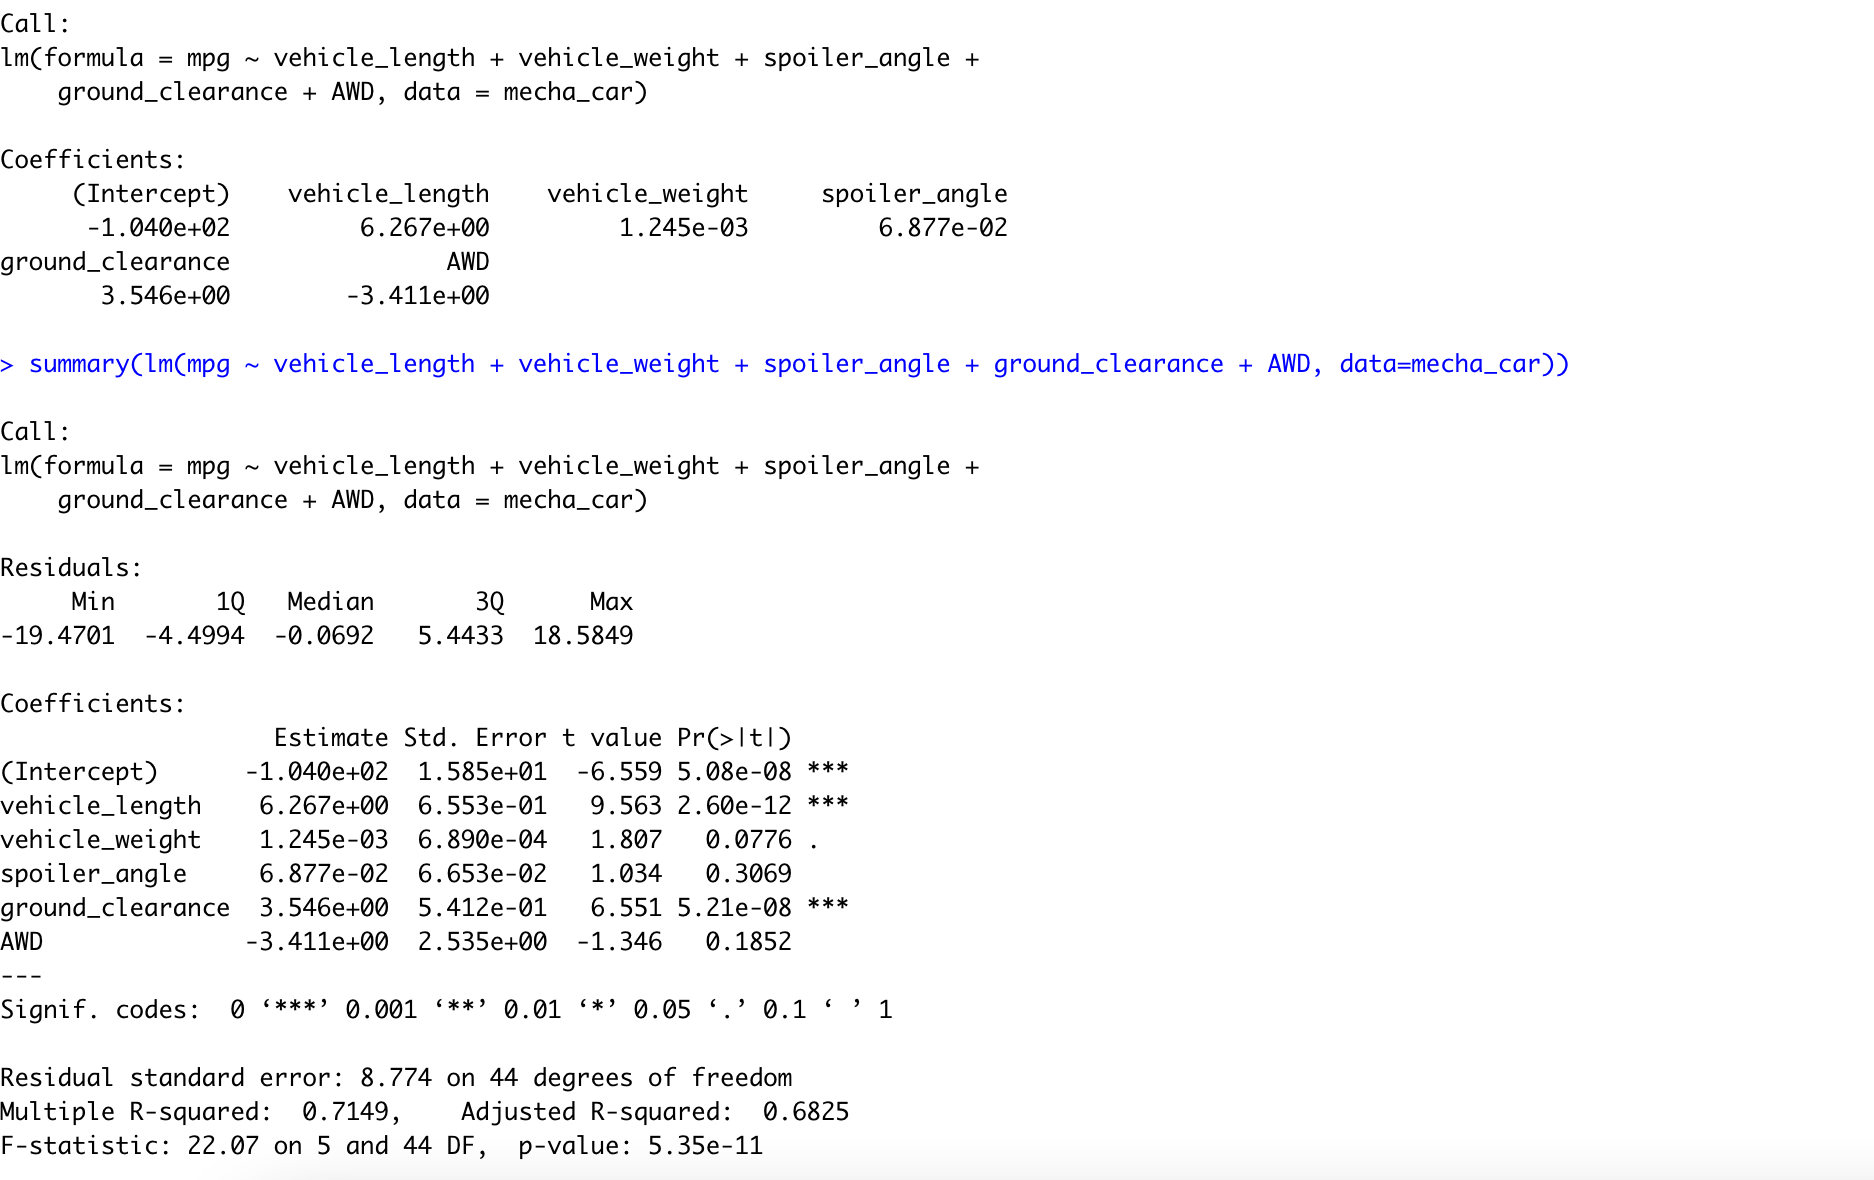 Call:
lm(formula = mpg ~ vehicle_length + vehicle_weight + spoiler_angle +
    ground_clearance + AWD, data = mecha_car)

Coefficients:
     (Intercept)    vehicle_length    vehicle_weight     spoiler_angle
      -1.040e+02         6.267e+00         1.245e-03         6.877e-02
ground_clearance               AWD
       3.546e+00        -3.411e+00

> summary(lm(mpg ~ vehicle_length + vehicle_weight + spoiler_angle + ground_clearance + AWD, data=mecha_car))

Call:
lm(formula = mpg ~ vehicle_length + vehicle_weight + spoiler_angle +
    ground_clearance + AWD, data = mecha_car)

Residuals:
     Min       1Q   Median       3Q      Max
-19.4701  -4.4994  -0.0692   5.4433  18.5849

Coefficients:
                   Estimate Std. Error t value Pr(>|t|)
(Intercept)      -1.040e+02  1.585e+01  -6.559 5.08e-08 ***
vehicle_length    6.267e+00  6.553e-01   9.563 2.60e-12 ***
vehicle_weight    1.245e-03  6.890e-04   1.807   0.0776 .
spoiler_angle     6.877e-02  6.653e-02   1.034   0.3069
ground_clearance  3.546e+00  5.412e-01   6.551 5.21e-08 ***
AWD              -3.411e+00  2.535e+00  -1.346   0.1852
---
Signif. codes:  0 ‘***’ 0.001 ‘**’ 0.01 ‘*’ 0.05 ‘.’ 0.1 ‘ ’ 1

Residual standard error: 8.774 on 44 degrees of freedom
Multiple R-squared:  0.7149,    Adjusted R-squared:  0.6825
F-statistic: 22.07 on 5 and 44 DF,  p-value: 5.35e-11